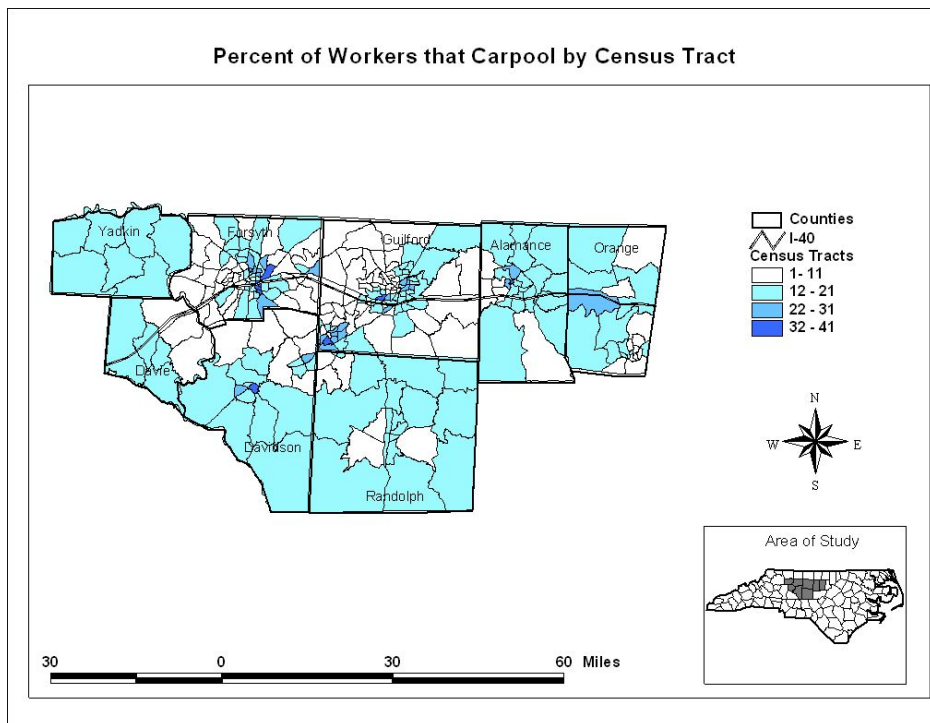 Percent of Workers that Carpool by Census Tract
Yadkin
Forsyth
Guilford
Alamance
Orange
Davie
Davidson
Randolph
Counties
I-40
Census Tracts
1 - 11
12 - 21
22 - 31
32 - 41
N
W
E
S
Area of Study
30
0
30
60
Miles